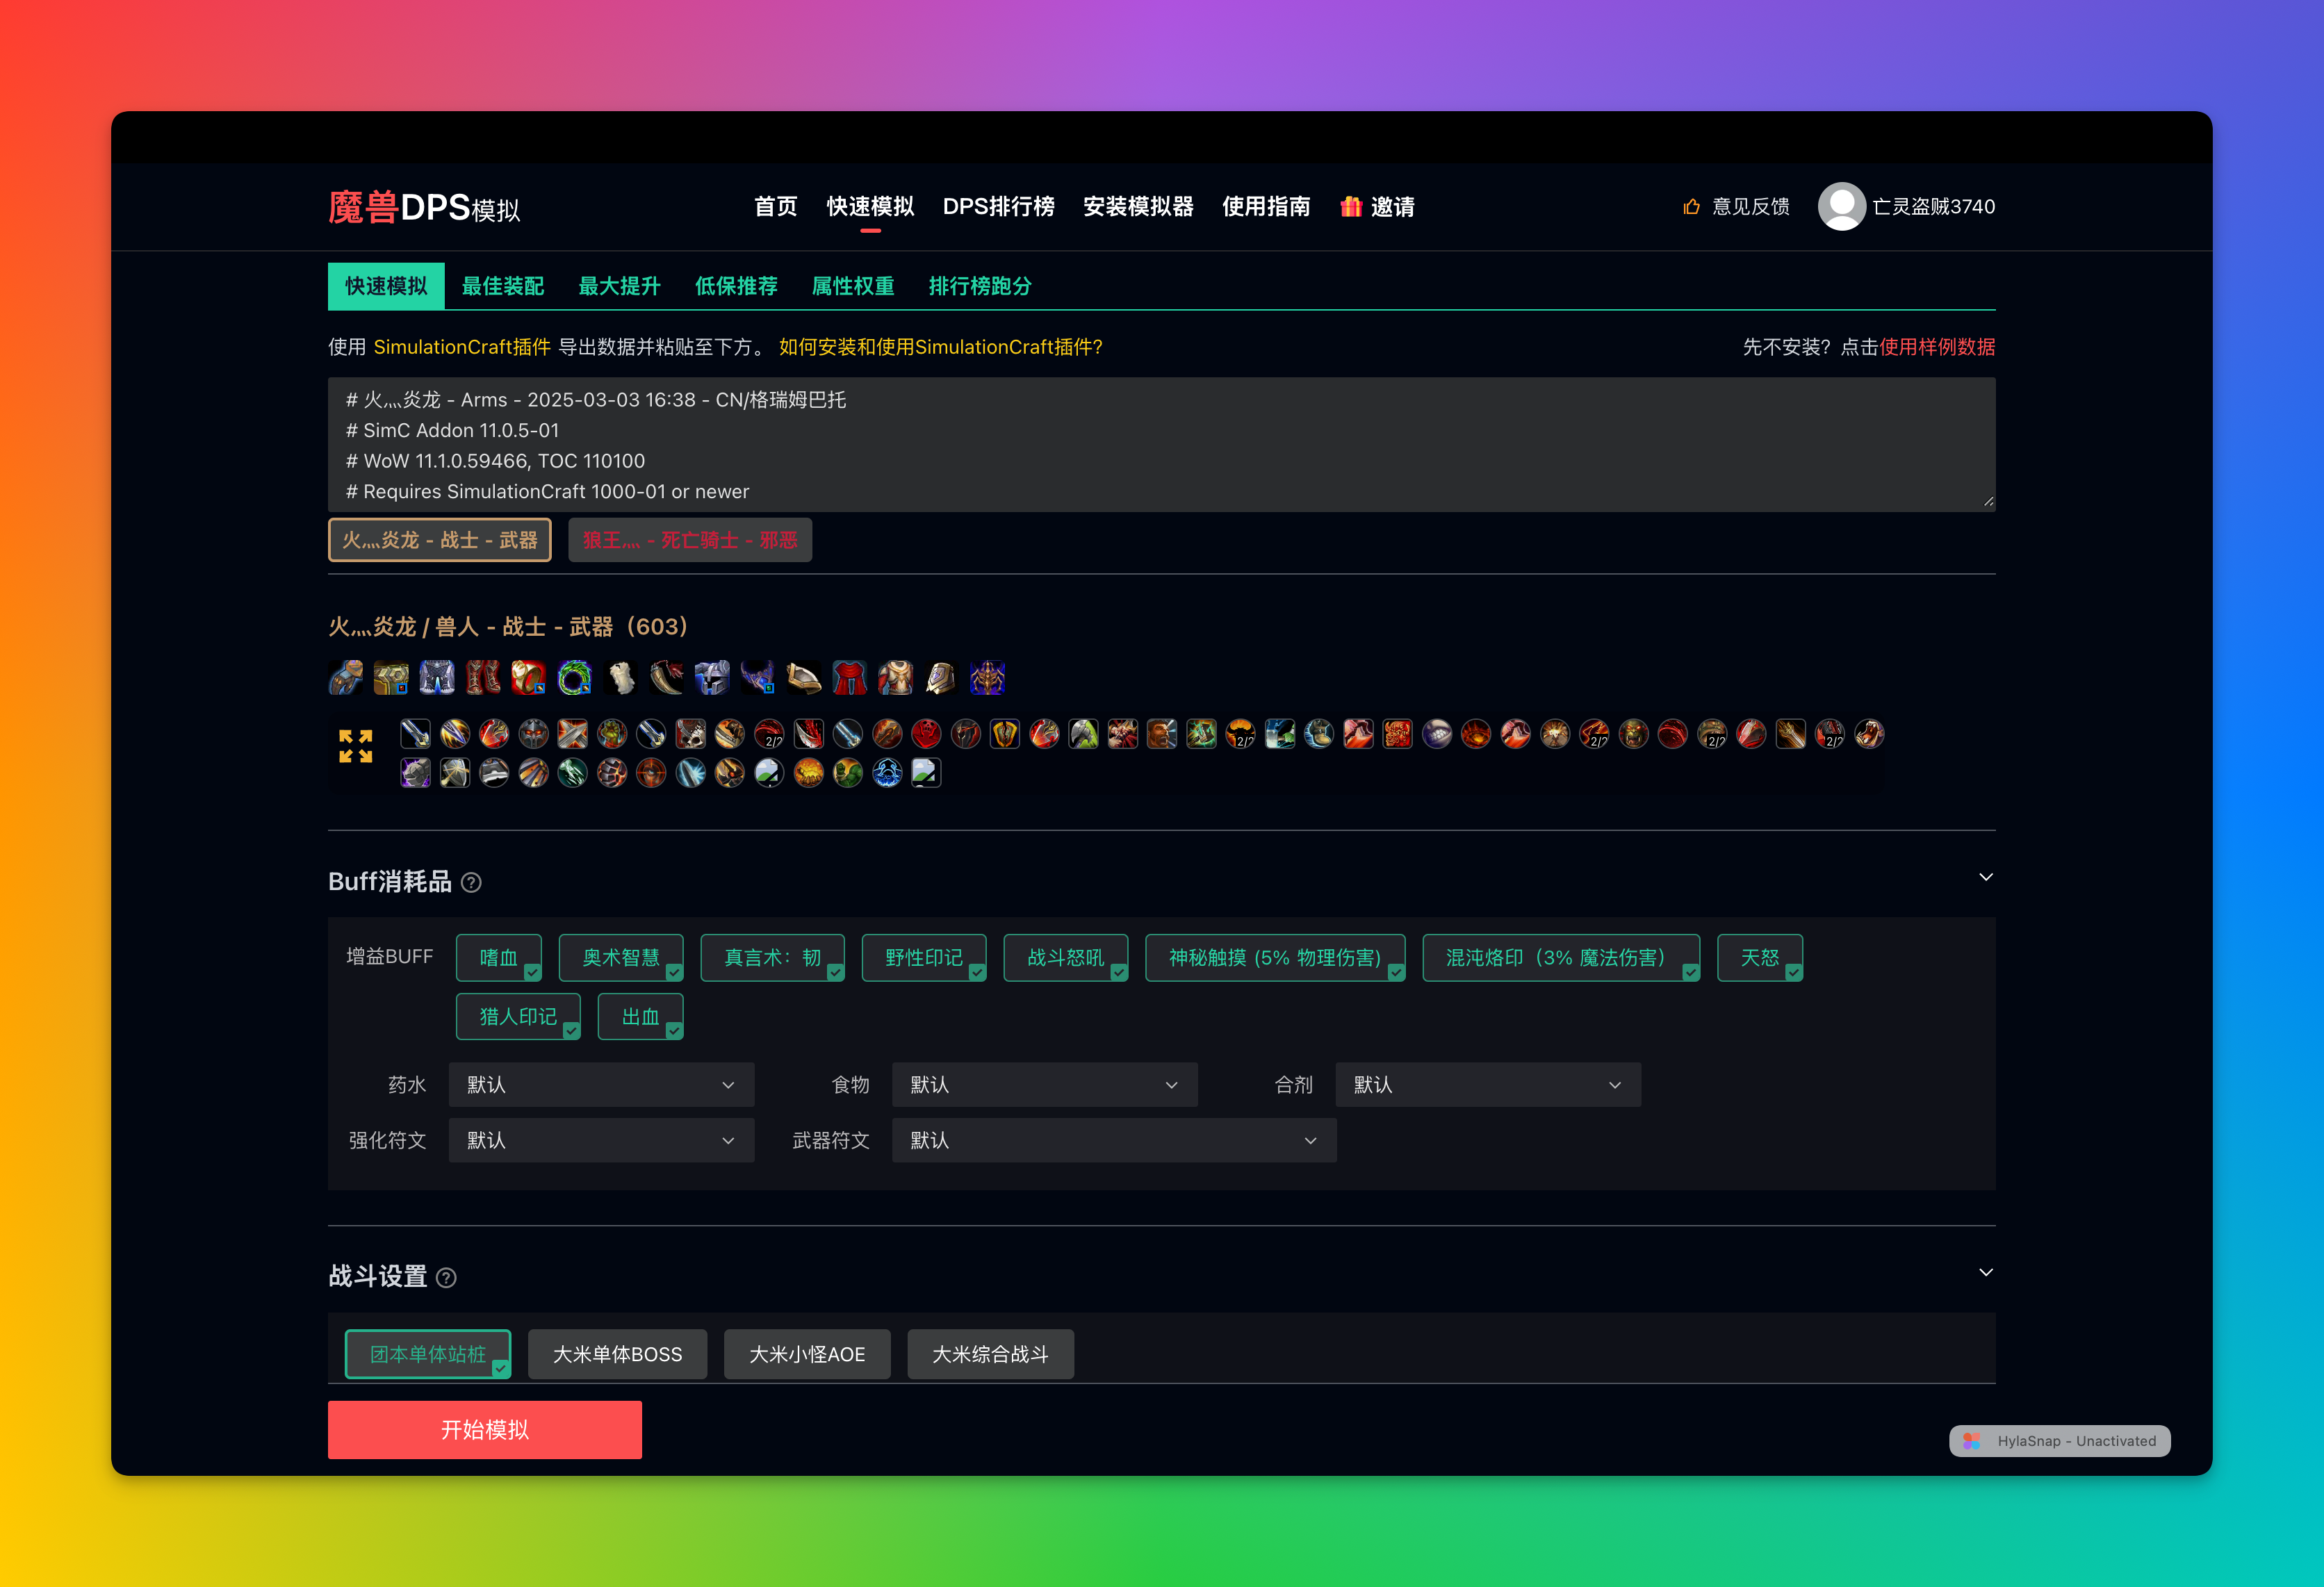 魔兽DPS模拟
首页 快速模拟 DPS排行榜 安装模拟器 使用指南 邀请
意见反馈 亡灵盗贼3740
快速模拟 最佳装配 最大提升 低保推荐 属性权重 排行榜跑分
使用 SimulationCraft插件 导出数据并粘贴至下方。 如何安装和使用SimulationCraft插件?
先不安装？点击使用样例数据
# 火灬炎龙 - Arms - 2025-03-03 16:38 - CN/格瑞姆巴托
# SimC Addon 11.0.5-01
# WoW 11.1.0.59466, TOC 110100
# Requires SimulationCraft 1000-01 or newer
火灬炎龙 - 战士 - 武器 狼王灬 - 死亡骑士 - 邪恶
火灬炎龙 / 兽人 - 战士 - 武器（603）
2/2 2/2 2/2 2/2 2/2
Buff消耗品 ?
增益BUFF 嗜血 奥术智慧 真言术：韧 野性印记 战斗怒吼 神秘触摸 (5% 物理伤害) 混沌烙印（3% 魔法伤害） 天怒
猎人印记 出血
药水 默认 食物 默认 合剂 默认
强化符文 默认 武器符文 默认
战斗设置 ?
团本单体站桩 大米单体BOSS 大米小怪AOE 大米综合战斗
开始模拟
HylaSnap - Unactivated